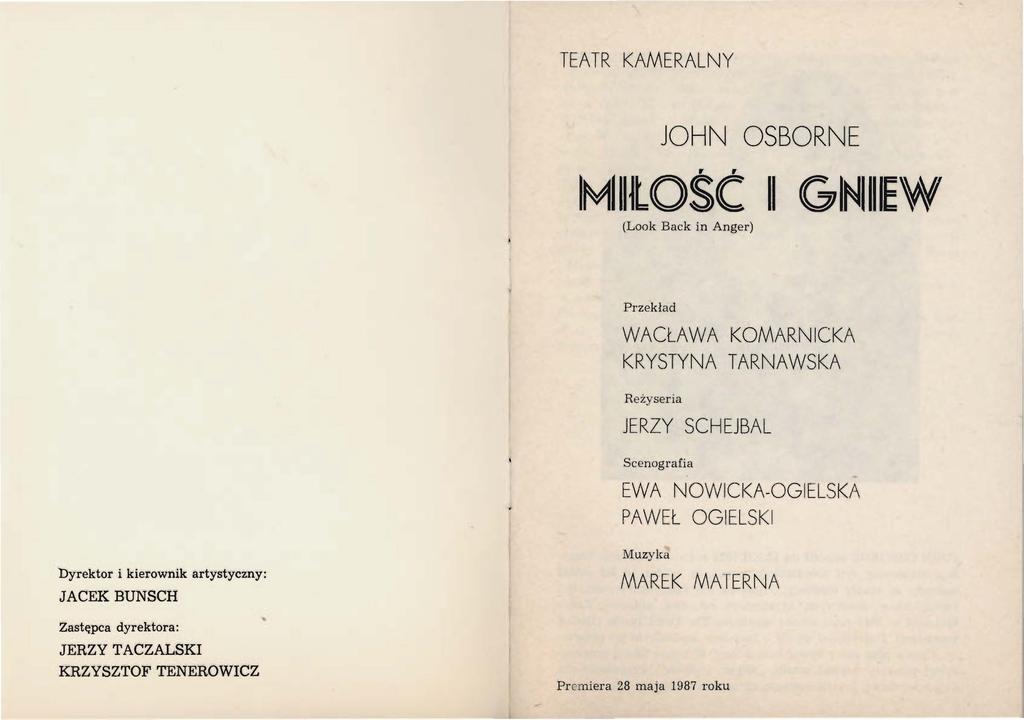 Dyrektor i kierownik artystyczny:
JACEK BUNSCH
Zastępca dyrektora:
JERZY TACZALSKI
KRZYSZTOF TENEROWICZ
TEATR KAMERALNY
JOHN OSBORNE
MIŁOŚĆ I GNIEW
(Look Back in Anger)
Przekład
WACŁAWA KOMARNICKA
KRYSTYNA TARNAWSKA
Reżyseria
JERZY SCHEJBAL
Scenografia
EWA NOWICKA-OGIELSKA
PAWEŁ OGIELSKI
Muzyka
MAREK MATERNA
Premiera 28 maja 1987 roku